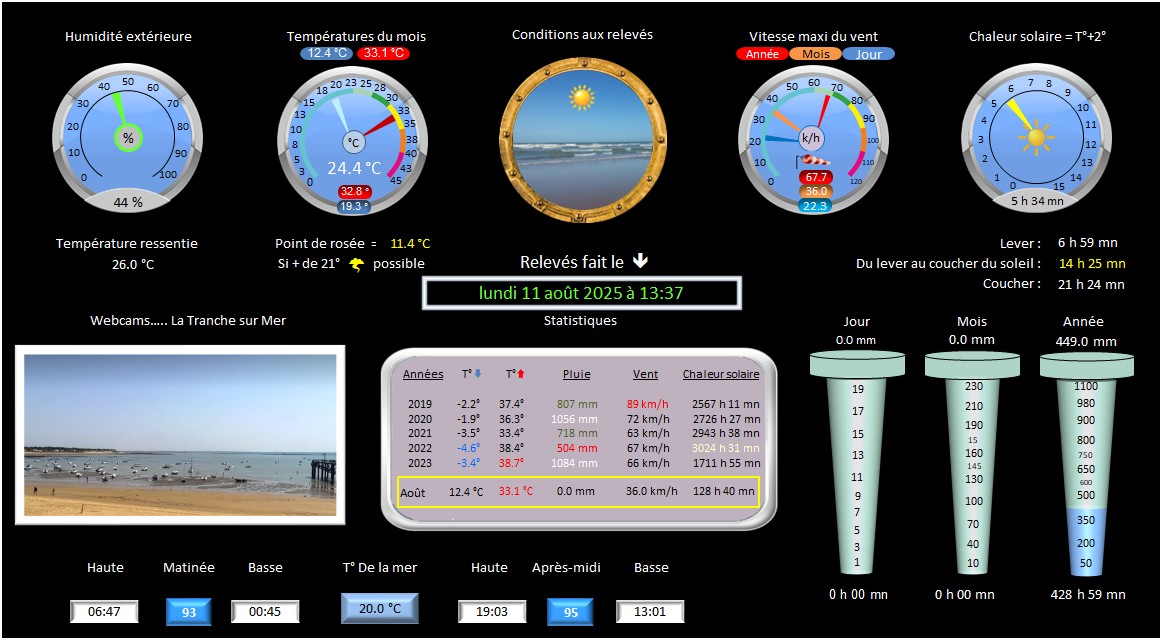 Humidité extérieure
Températures du mois
Conditions aux relevés
Vitesse maxi du vent
Chaleur solaire = T°+2°
12.4 °C 33.1 °C
Année Mois Jour
0 10 20 30 40 50 60 70 80 90 100
%
44 %
0 3 5 8 10 13 15 18 20 23 25 28 30 33 35 38 40 43 45
°C
24.4 °C
32.8 °
19.3 °
0 10 20 30 40 50 60 70 80 90 100 110 120
k/h
67.7
36.0
22.3
0 1 2 3 4 5 6 7 8 9 10 11 12 13 14 15
5 h 34 mn
Température ressentie
26.0 °C
Point de rosée = 11.4 °C
Si + de 21° possible
Relevés fait le
lundi 11 août 2025 à 13:37
Lever : 6 h 59 mn
Du lever au coucher du soleil : 14 h 25 mn
Coucher : 21 h 24 mn
Webcams..... La Tranche sur Mer
Statistiques
Années T° T° Pluie Vent Chaleur solaire
2019 -2.2° 37.4° 807 mm 89 km/h 2567 h 11 mn
2020 -1.9° 36.3° 1056 mm 72 km/h 2726 h 27 mn
2021 -3.5° 33.4° 718 mm 63 km/h 2943 h 38 mn
2022 -4.6° 38.4° 504 mm 67 km/h 3024 h 31 mn
2023 -3.4° 38.7° 1084 mm 66 km/h 1711 h 55 mn
Août 12.4 °C 33.1 °C 0.0 mm 36.0 km/h 128 h 40 mn
Jour
0.0 mm
19
17
15
13
11
9
7
5
3
1
0 h 00 mn
Mois
0.0 mm
230
210
190
15
160
145
130
100
70
40
10
0 h 00 mn
Année
449.0 mm
1100
980
900
800
750
650
600
500
350
200
50
428 h 59 mn
Haute Matinée Basse
06:47 93 00:45
T° De la mer
20.0 °C
Haute Après-midi Basse
19:03 95 13:01